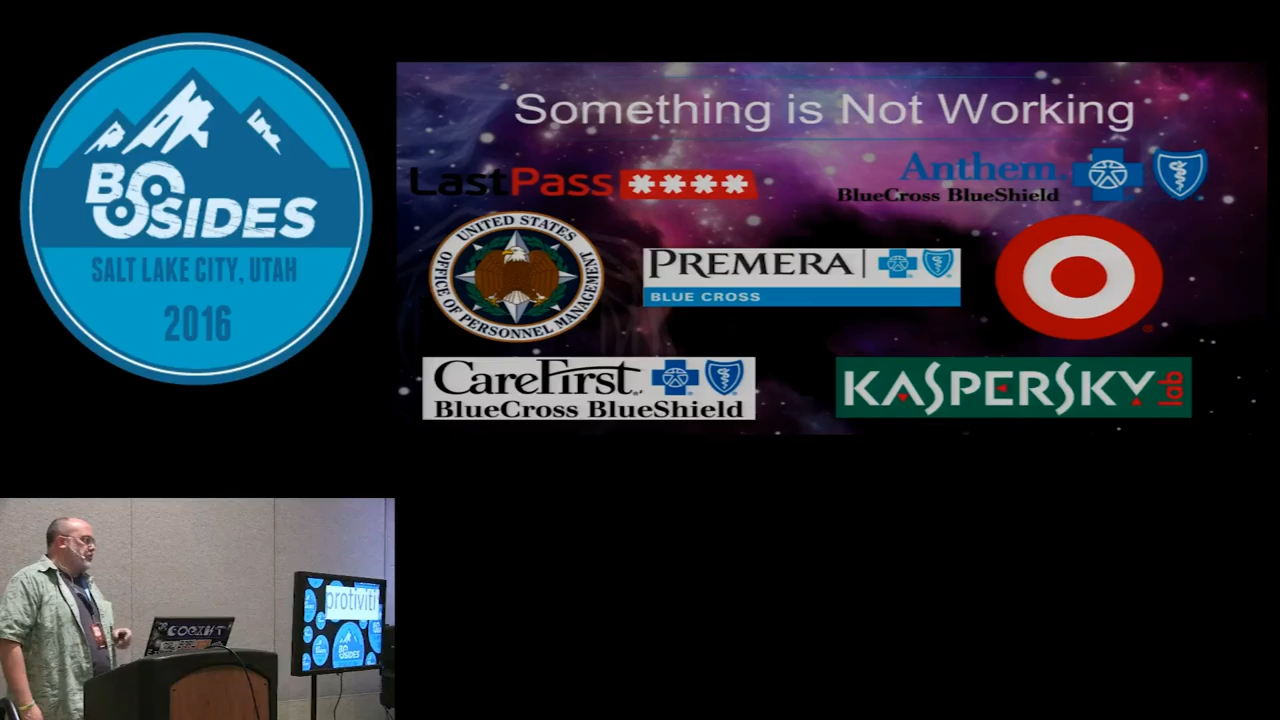 BSIDES
SALT LAKE CITY, UTAH
2016
Something is Not Working
LastPass ****
Anthem
BlueCross BlueShield
UNITED STATES
OFFICE OF PERSONNEL MANAGEMENT
PREMERA
BLUE CROSS
CareFirst
BlueCross BlueShield
KASPERSKY lab
protiviti
BSIDES